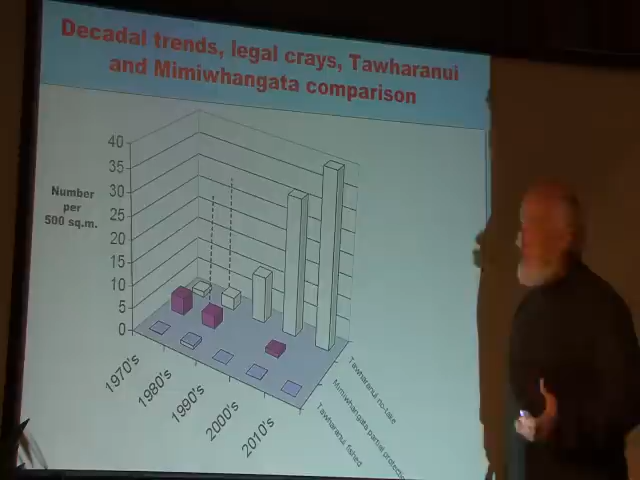 Decadal trends, legal crays, Tawharanui
and Mimiwhangata comparison
Number
per
500 sq.m.
40
35
30
25
20
15
10
5
0
1970's
1980's
1990's
2000's
2010's
Tawharanui no-take
Mimiwhangata partial protectio
Tawharanui fished